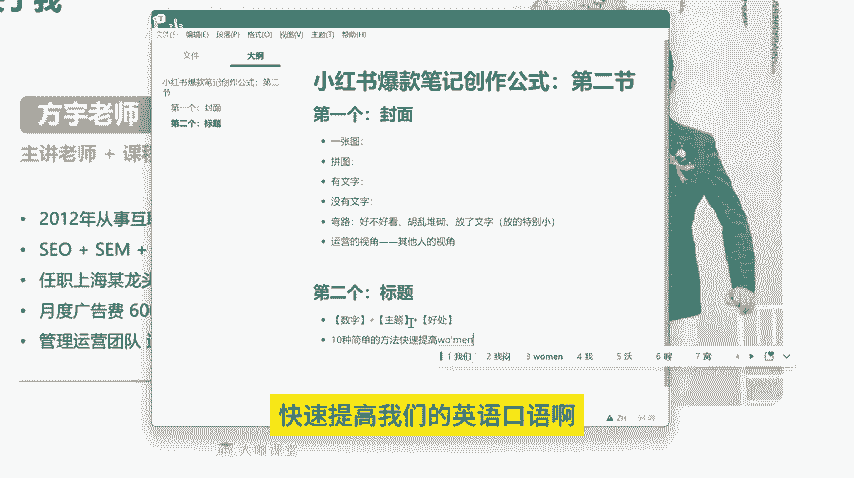 方宇老师
主讲老师 + 课程
2012年从事互联
SEO + SEM +
任职上海某龙头
月度广告费 600
管理运营团队
编辑(E) 段落(P) 格式(O) 视图(V) 主题(T) 帮助(H)
文件
大纲
小红书爆款笔记创作公式：第二节
第一个：封面
第二个：标题
小红书爆款笔记创作公式：第二节
第一个：封面
一张图：
拼图：
有文字：
没有文字：
弯路：好不好看、胡乱堆砌、放了文字（放的特别小）
运营的视角——其他人的视角
第二个：标题
【数字】+【主题】+【好处】
10种简单的方法快速提高wo'men
1 我们 2 我闷 3 women 4 我 5 沃 6 喔 7 窝
快速提高我们的英语口语啊
大咖课堂